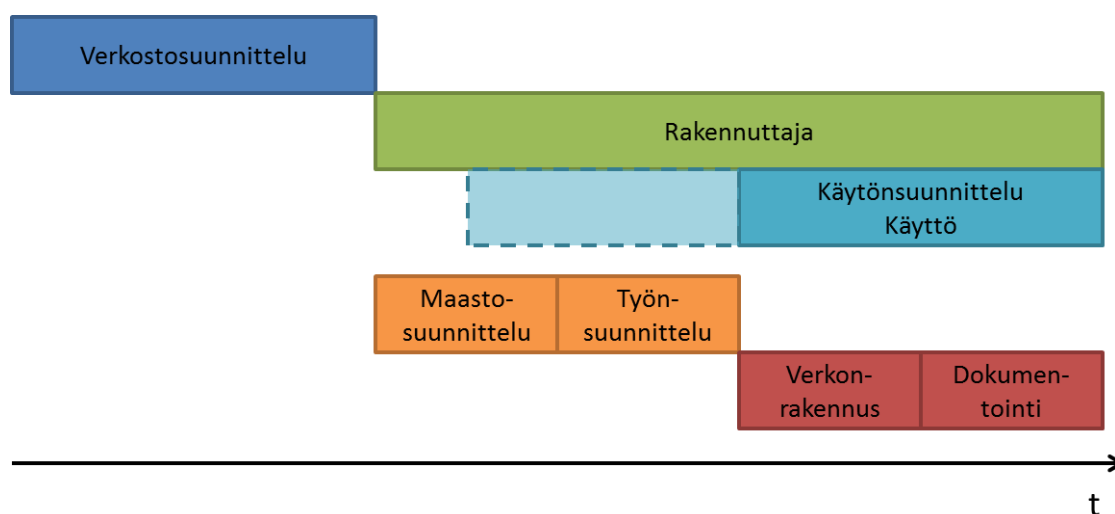 Verkostosuunnittelu
Rakennuttaja
Käytönsuunnittelu
Käyttö
Maasto-
suunnittelu
Työn-
suunnittelu
Verkon-
rakennus
Dokumen-
tointi
t